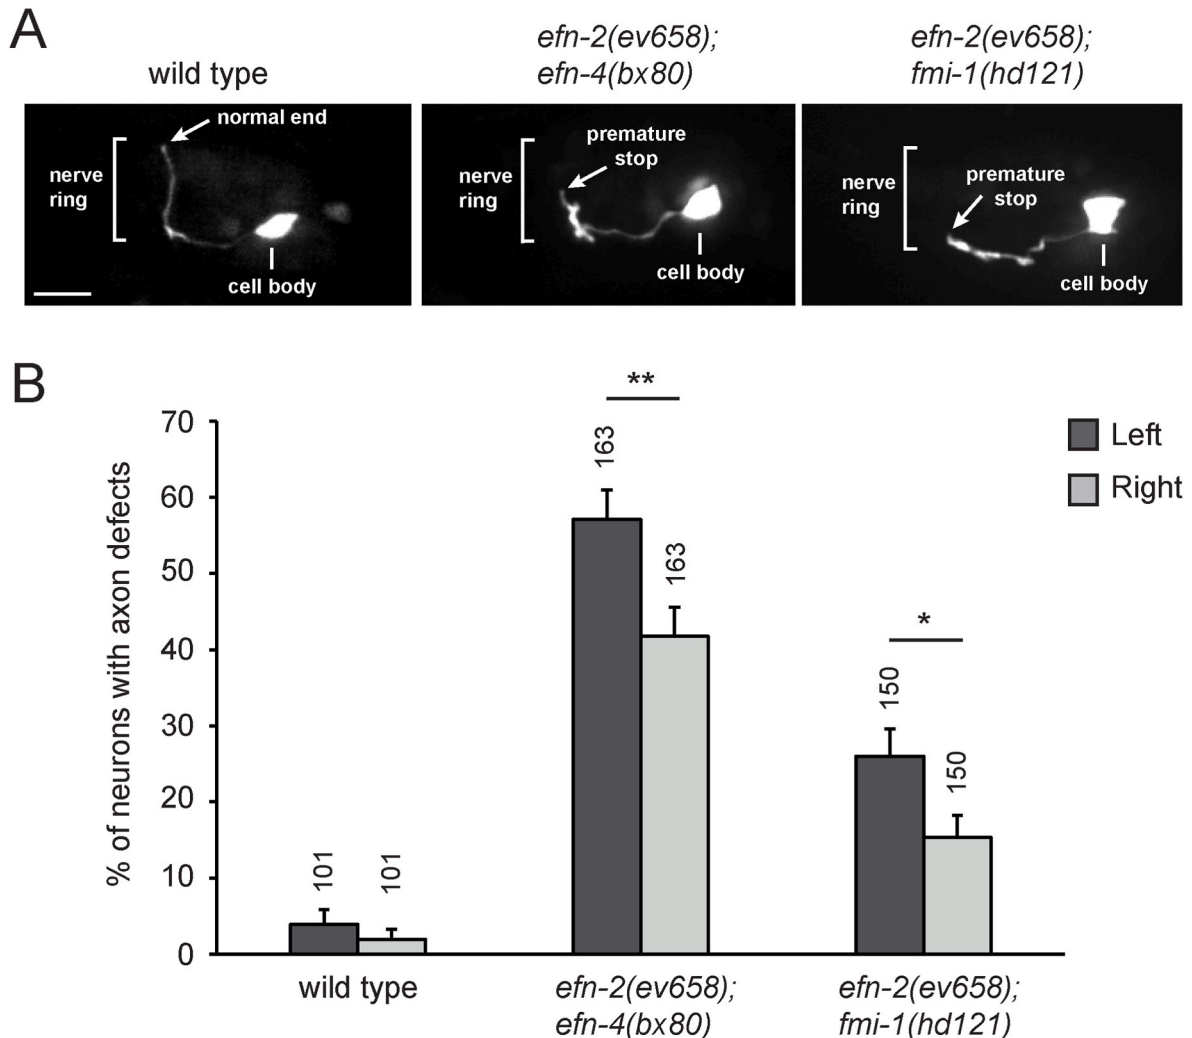 A
wild type
efn-2(ev658);
efn-4(bx80)
efn-2(ev658);
fmi-1(hd121)
normal end
nerve
ring
cell body
premature
stop
nerve
ring
cell body
premature
stop
nerve
ring
cell body
B
% of neurons with axon defects
70
60
50
40
30
20
10
0
101
101
**
163
163
*
150
150
Left
Right
wild type
efn-2(ev658);
efn-4(bx80)
efn-2(ev658);
fmi-1(hd121)